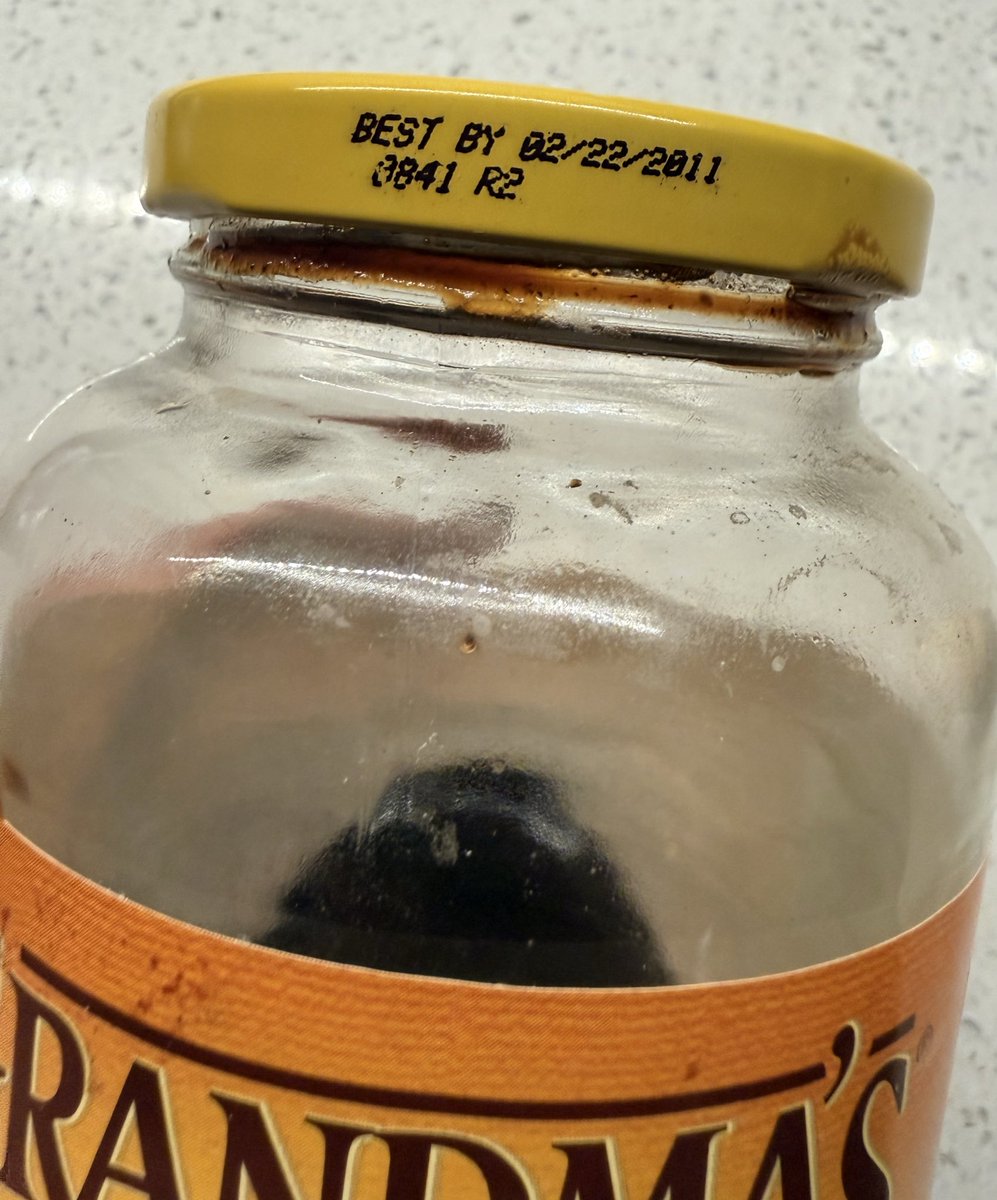 BEST BY 02/22/2011
0841 R2
RANDMA'S